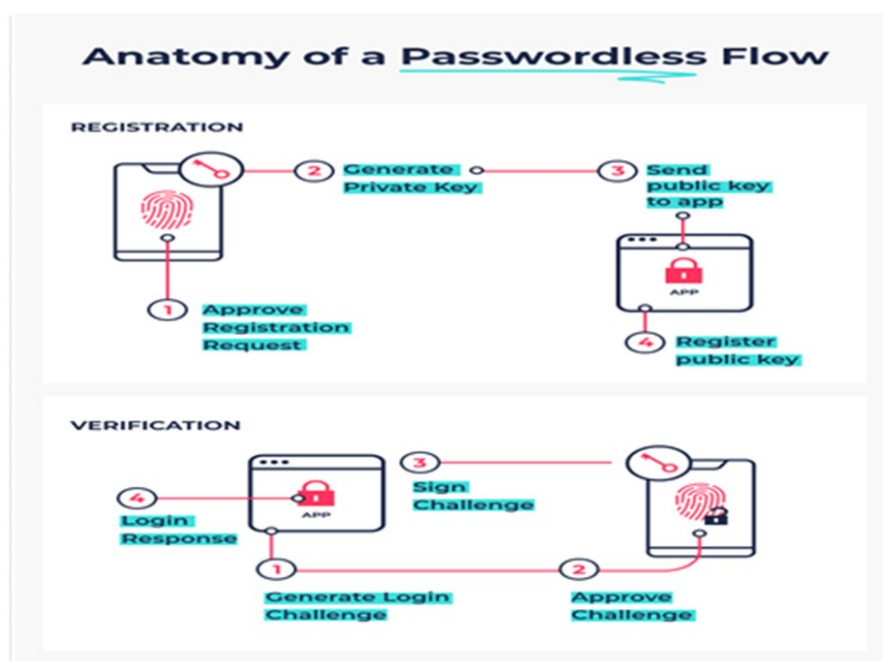 Anatomy of a Passwordless Flow
REGISTRATION
2
Generate
Private Key
3
Send
public key
to app
APP
1
Approve
Registration
Request
4
Register
public key
VERIFICATION
3
Sign
Challenge
4
Login
Response
APP
1
Generate Login
Challenge
2
Approve
Challenge